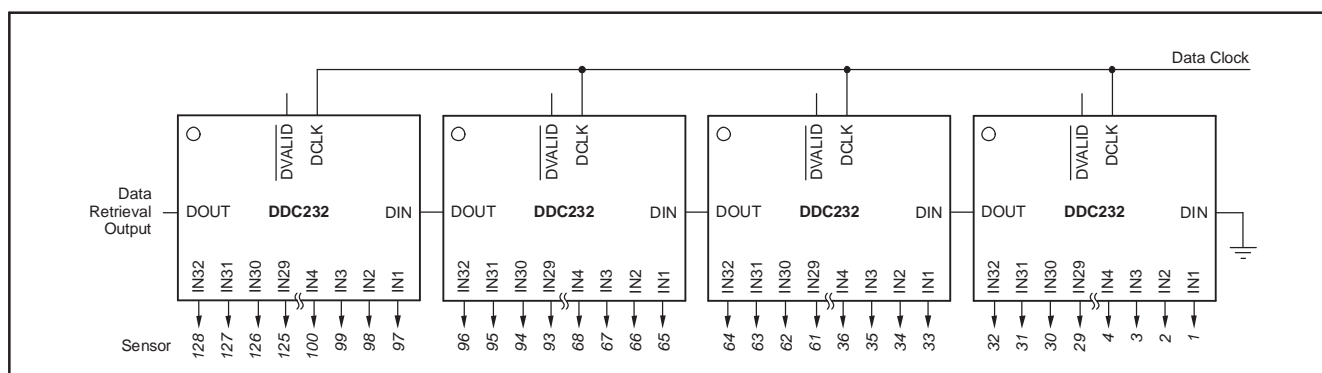 Data Clock
DVALID DCLK DVALID DCLK DVALID DCLK DVALID DCLK
Data
Retrieval
Output
DOUT DDC232 DIN DOUT DDC232 DIN DOUT DDC232 DIN DOUT DDC232 DIN
IN32 IN31 IN30 IN29 IN4 IN3 IN2 IN1 IN32 IN31 IN30 IN29 IN4 IN3 IN2 IN1 IN32 IN31 IN30 IN29 IN4 IN3 IN2 IN1 IN32 IN31 IN30 IN29 IN4 IN3 IN2 IN1
Sensor 128 127 126 125 100 99 98 97 96 95 94 93 68 67 66 65 64 63 62 61 36 35 34 33 32 31 30 29 4 3 2 1